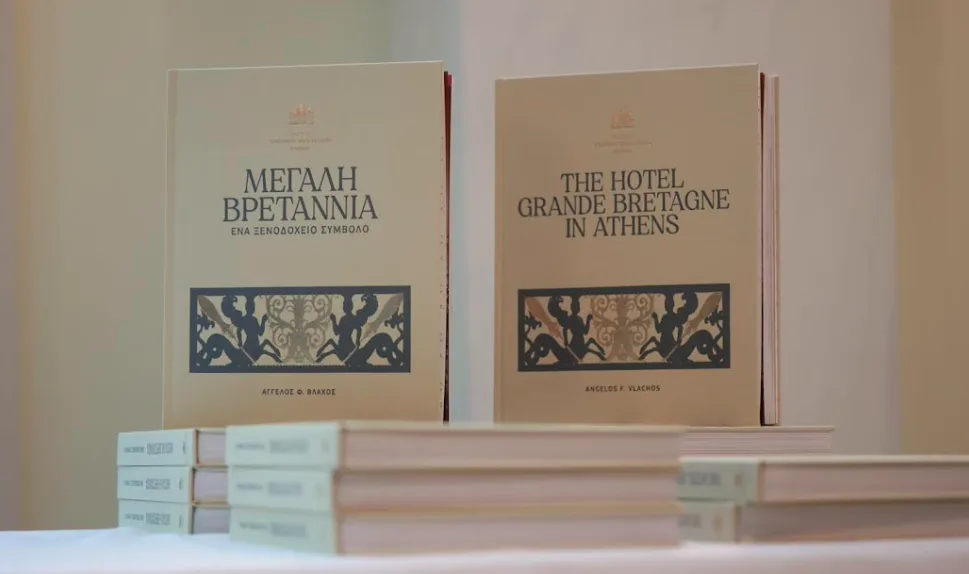 ΜΕΓΑΛΗ
ΒΡΕΤΑΝΝΙΑ
ΕΝΑ ΞΕΝΟΔΟΧΕΙΟ ΣΥΜΒΟΛΟ
ΑΓΓΕΛΟΣ Φ. ΒΛΑΧΟΣ
THE HOTEL
GRANDE BRETAGNE
IN ATHENS
ANGELOS F. VLACHOS